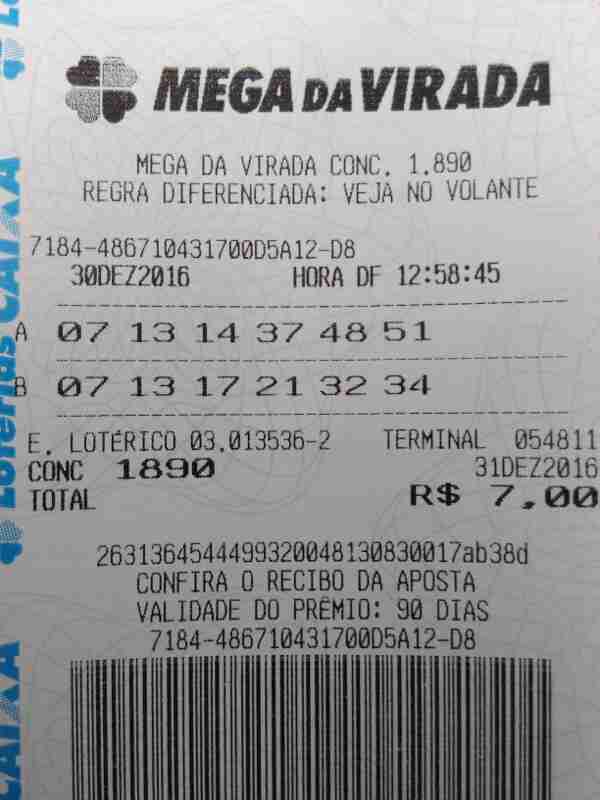 MEGA DA VIRADA
MEGA DA VIRADA CONC. 1.890
REGRA DIFERENCIADA: VEJA NO VOLANTE
7184-486710431700D5A12-D8
30DEZ2016 HORA DF 12:58:45
A 07 13 14 37 48 51
B 07 13 17 21 32 34
E. LOTÉRICO 03.013536-2 TERMINAL 054811
CONC 1890 31DEZ2016
TOTAL R$ 7,00
2631364544499320048130830017ab38d
CONFIRA O RECIBO DA APOSTA
VALIDADE DO PRÊMIO: 90 DIAS
7184-486710431700D5A12-D8
Loterias CAIXA
CAIXA